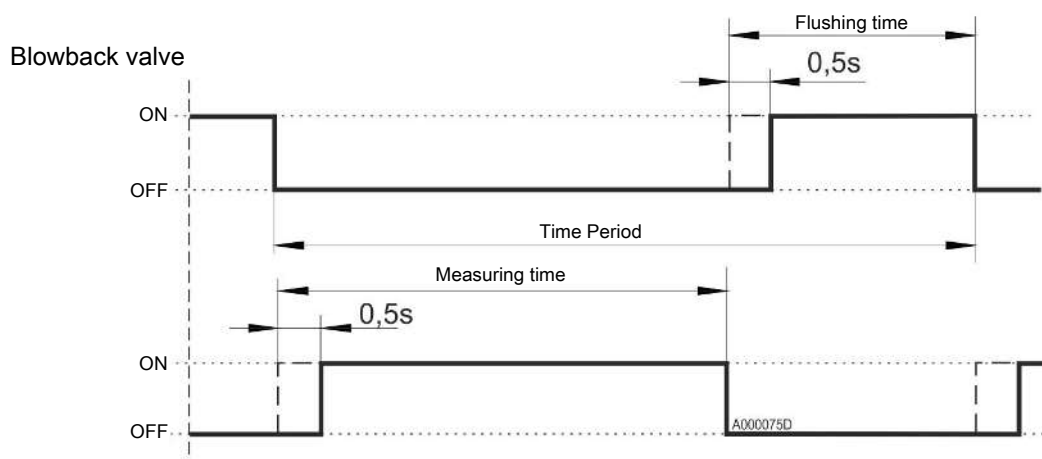 Flushing time
Blowback valve
0,5s
ON
OFF
Time Period
Measuring time
0,5s
ON
OFF
A000075D